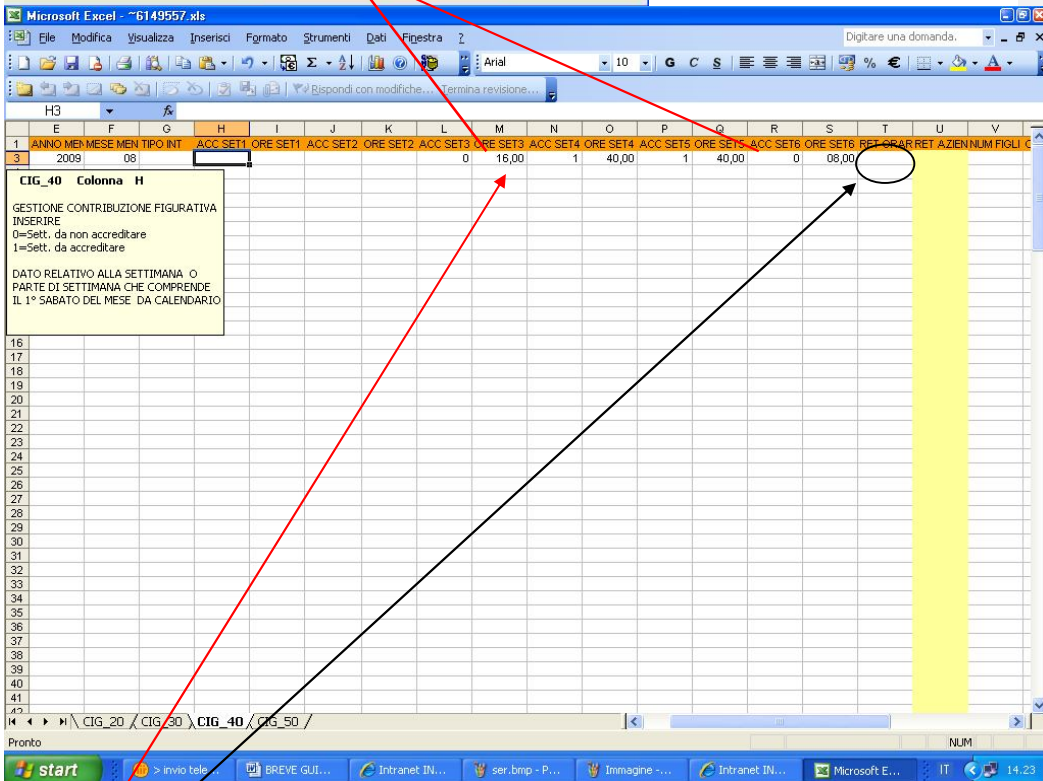 Microsoft Excel - ~6149557.xls
File Modifica Visualizza Inserisci Formato Strumenti Dati Finestra ? Digitare una domanda.
Arial 10 G C S % €
Rispondi con modifiche... Termina revisione...
H3 fx
E F G H I J K L M N O P Q R S T U V
1 ANNO MEN MESE MEN TIPO INT ACC SET1 ORE SET1 ACC SET2 ORE SET2 ACC SET3 ORE SET3 ACC SET4 ORE SET4 ACC SET5 ORE SET5 ACC SET6 ORE SET6 RET ORAR RET AZIEN NUM FIGLI
3 2009 08 0 16,00 1 40,00 1 40,00 0 08,00
CIG_40 Colonna H
GESTIONE CONTRIBUZIONE FIGURATIVA
INSERIRE
0=Sett. da non accreditare
1=Sett. da accreditare
DATO RELATIVO ALLA SETTIMANA O
PARTE DI SETTIMANA CHE COMPRENDE
IL 1° SABATO DEL MESE DA CALENDARIO
16
17
18
19
20
21
22
23
24
25
26
27
28
29
30
31
32
33
34
35
36
37
38
39
40
41
42
CIG_20 CIG_30 CIG_40 CIG_50
Pronto NUM
start > invio tele... BREVE GUI... Intranet IN... ser.bmp - P... Immagine -... Intranet IN... Microsoft E... IT 14.23